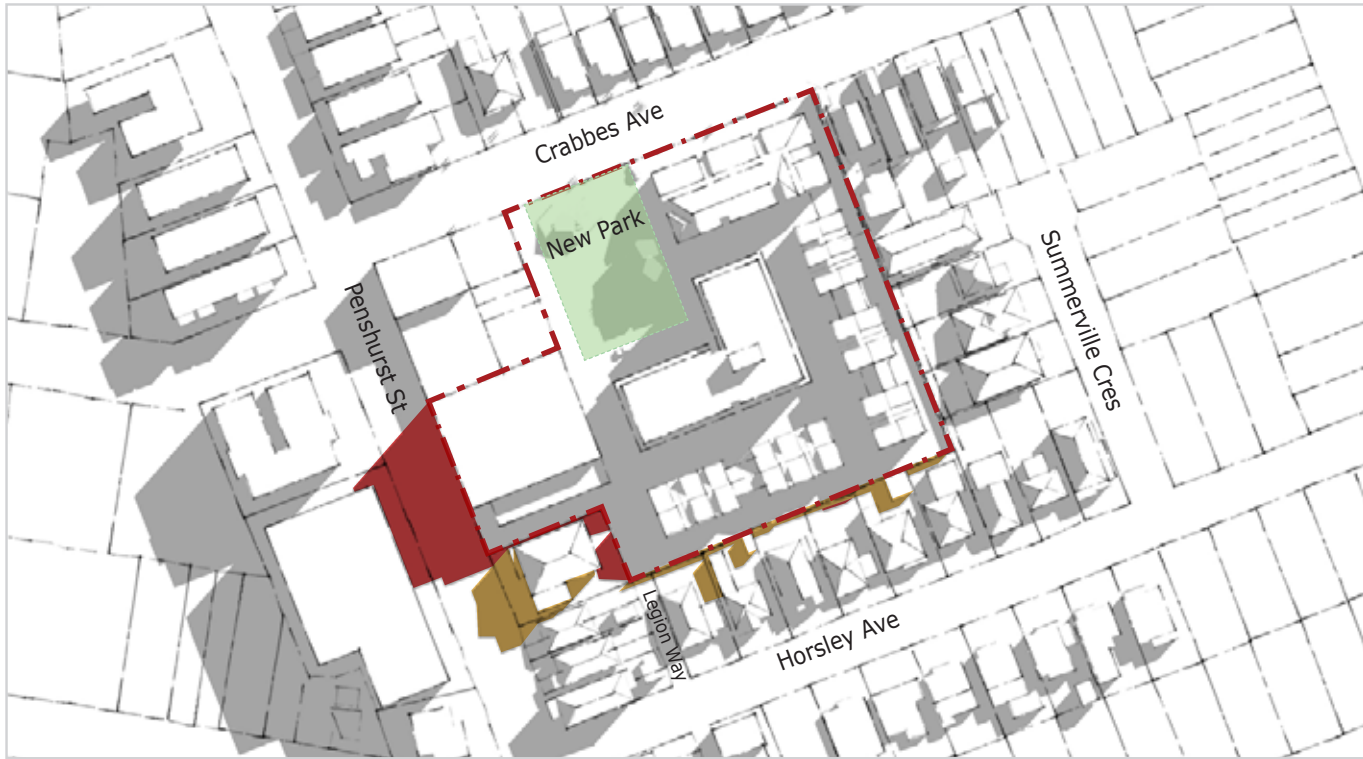 Crabbes Ave
New Park
Penshurst St
Summerville Cres
Legion Way
Horsley Ave